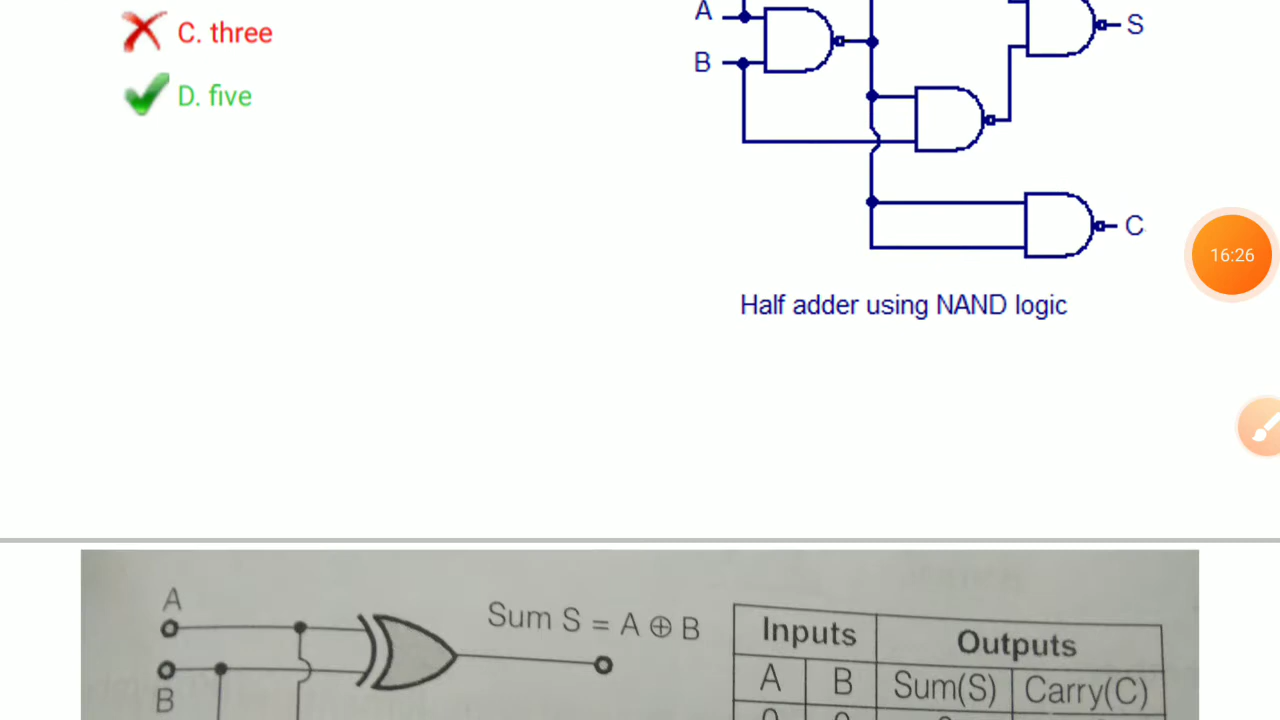 C. three
D. five
A
B
S
C
Half adder using NAND logic
16:26
A
B
Sum S = A ⊕ B
Inputs
Outputs
A
B
Sum(S)
Carry(C)